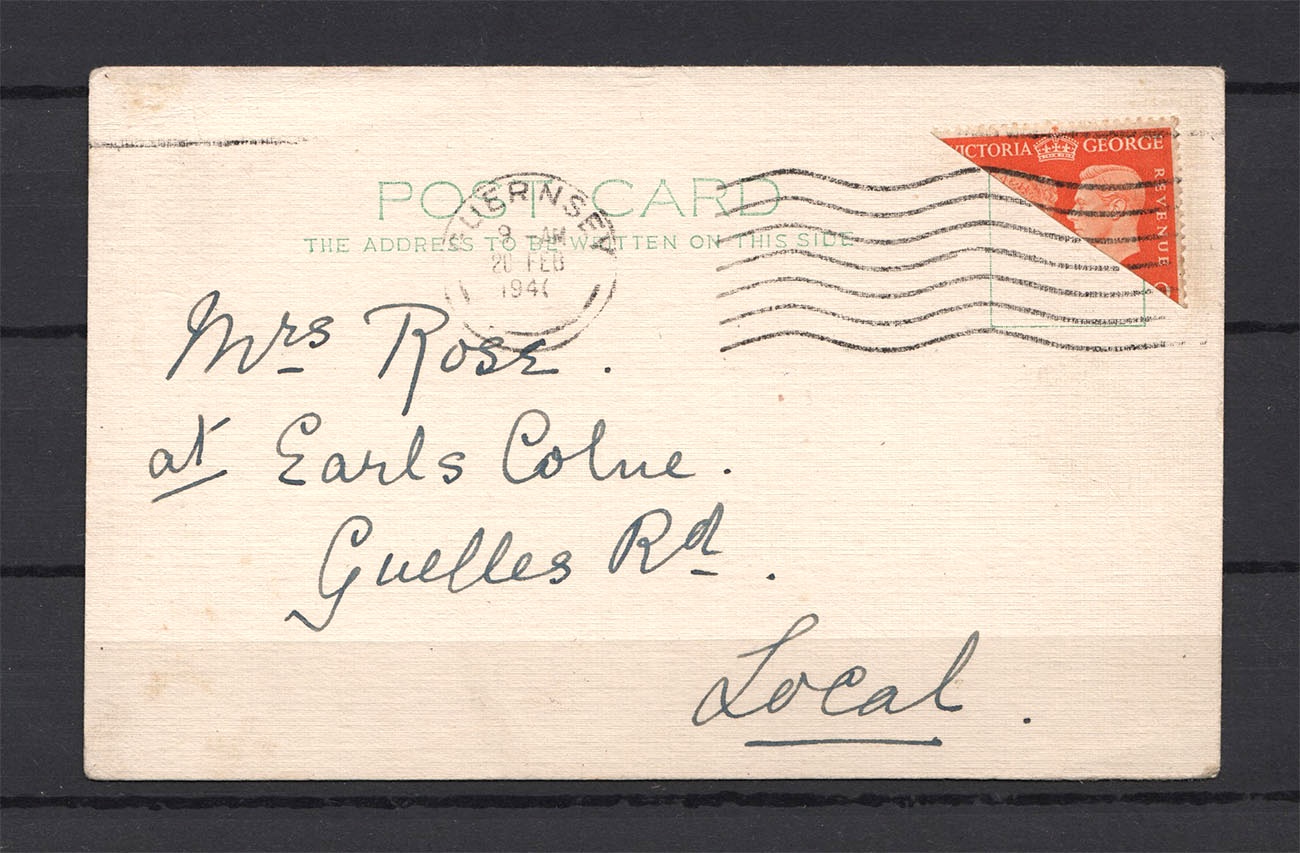 VICTORIA GEORGE
REVENUE
POST CARD
THE ADDRESS TO BE WRITTEN ON THIS SIDE
GUERNSEY
9 AM
20 FEB
Mrs Rose.
at Earls Colne.
Guelles Rd.
Local.